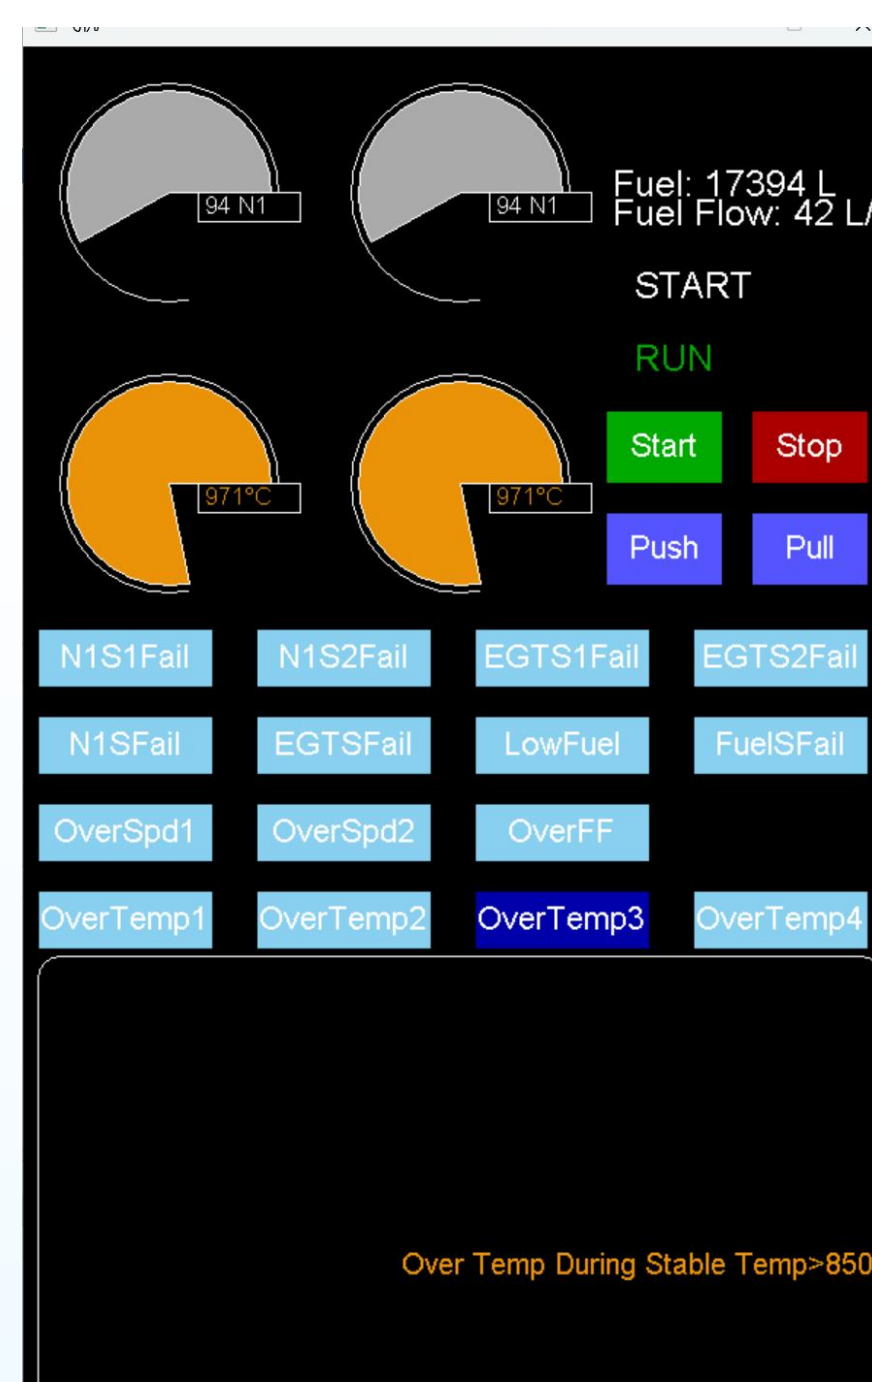 94 N1
94 N1
Fuel: 17394 L
Fuel Flow: 42 L/
START
RUN
971°C
971°C
Start
Stop
Push
Pull
N1S1Fail
N1S2Fail
EGTS1Fail
EGTS2Fail
N1SFail
EGTSFail
LowFuel
FuelSFail
OverSpd1
OverSpd2
OverFF
OverTemp1
OverTemp2
OverTemp3
OverTemp4
Over Temp During Stable Temp>850